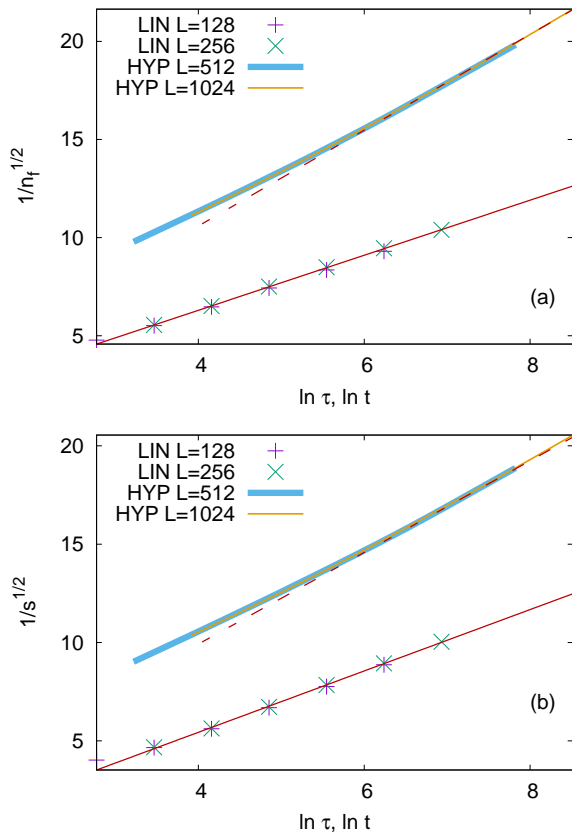 20
15
10
5
1/n_f^{1/2}
LIN L=128
LIN L=256
HYP L=512
HYP L=1024
(a)
4 6 8
ln τ, ln t
20
15
10
5
1/s^{1/2}
LIN L=128
LIN L=256
HYP L=512
HYP L=1024
(b)
4 6 8
ln τ, ln t